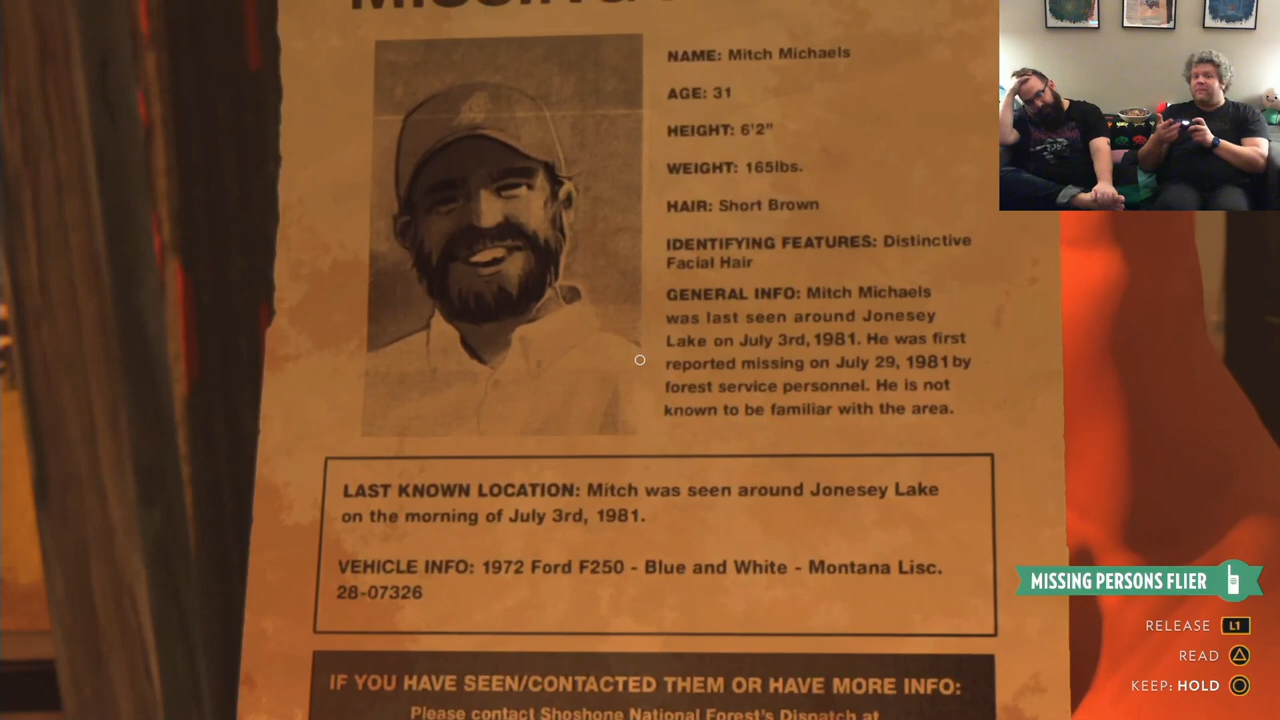 NAME: Mitch Michaels
AGE: 31
HEIGHT: 6'2"
WEIGHT: 165lbs.
HAIR: Short Brown
IDENTIFYING FEATURES: Distinctive
Facial Hair
GENERAL INFO: Mitch Michaels
was last seen around Jonesey
Lake on July 3rd, 1981. He was first
reported missing on July 29, 1981 by
forest service personnel. He is not
known to be familiar with the area.
LAST KNOWN LOCATION: Mitch was seen around Jonesey Lake
on the morning of July 3rd, 1981.
VEHICLE INFO: 1972 Ford F250 - Blue and White - Montana Lisc.
28-07326
IF YOU HAVE SEEN/CONTACTED THEM OR HAVE MORE INFO:
Please contact Shoshone National Forest's Dispatch at
MISSING PERSONS FLIER
RELEASE L1
READ
KEEP: HOLD